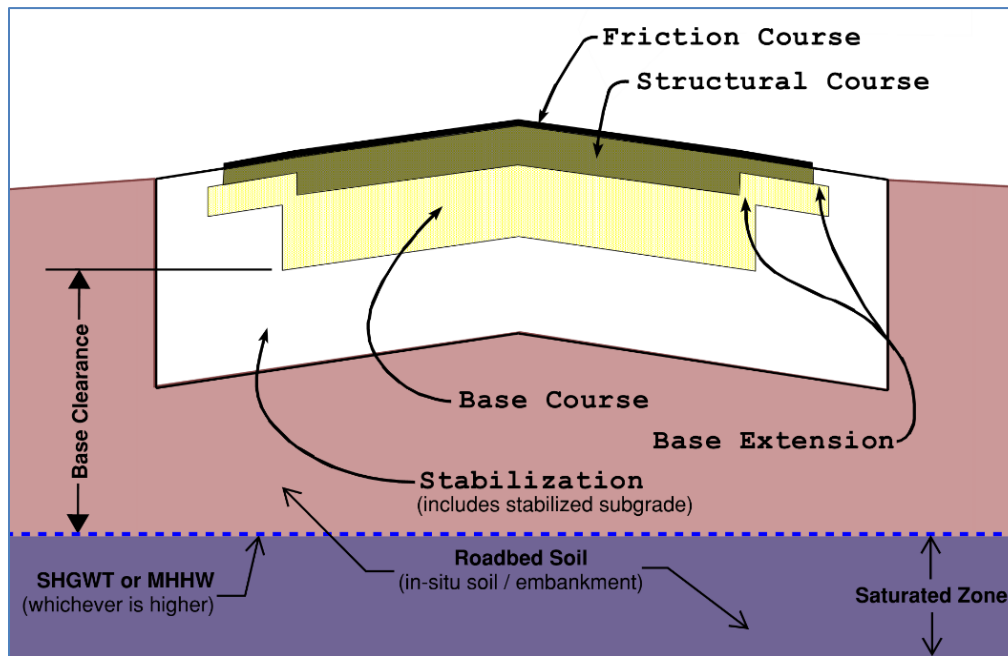 Friction Course
Structural Course
Base Clearance
Base Course
Base Extension
Stabilization
(includes stabilized subgrade)
SHGWT or MHHW
(whichever is higher)
Roadbed Soil
(in-situ soil / embankment)
Saturated Zone